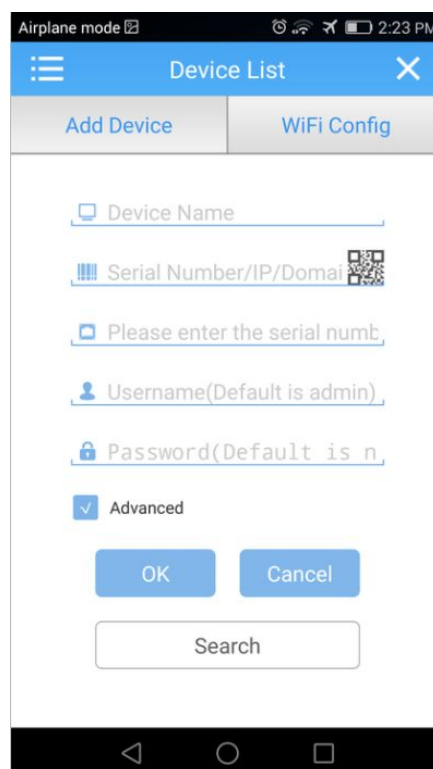 Airplane mode 2:23 PM
Device List
Add Device WiFi Config
Device Name
Serial Number/IP/Domai
Please enter the serial numb
Username(Default is admin)
Password(Default is n
Advanced
OK Cancel
Search